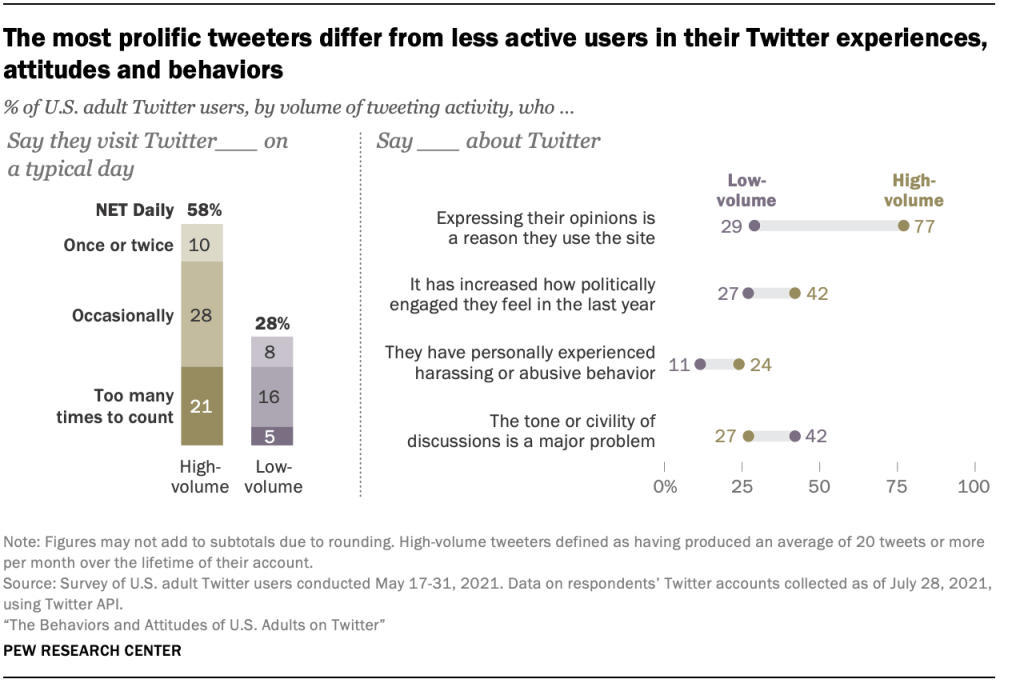 The most prolific tweeters differ from less active users in their Twitter experiences,
attitudes and behaviors
% of U.S. adult Twitter users, by volume of tweeting activity, who ...
Say they visit Twitter___ on
a typical day
NET Daily 58%
Once or twice 10
Occasionally 28
Too many
times to count 21
28%
8
16
5
High-
volume
Low-
volume
Say ___ about Twitter
Low-
volume
High-
volume
Expressing their opinions is
a reason they use the site
29 77
It has increased how politically
engaged they feel in the last year
27 42
They have personally experienced
harassing or abusive behavior
11 24
The tone or civility of
discussions is a major problem
27 42
0% 25 50 75 100
Note: Figures may not add to subtotals due to rounding. High-volume tweeters defined as having produced an average of 20 tweets or more
per month over the lifetime of their account.
Source: Survey of U.S. adult Twitter users conducted May 17-31, 2021. Data on respondents’ Twitter accounts collected as of July 28, 2021,
using Twitter API.
“The Behaviors and Attitudes of U.S. Adults on Twitter”
PEW RESEARCH CENTER